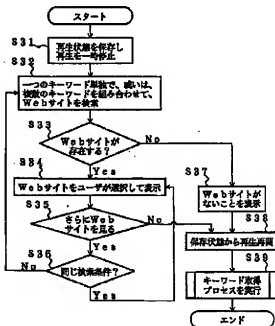 スタート
S31
再生状態を保存し
再生を一時停止
S32
一つのキーワード単独で、或いは、
複数のキーワードを組み合わせて、
Webサイトを検索
S33
Webサイトが
存在する？
No
Yes
S34
Webサイトをユーザが選択して表示
S35
さらにWeb
サイトを見る
No
Yes
S36
同じ検索条件？
No
Yes
S37
Webサイトが
ないことを表示
S38
保存状態から再生再開
S39
キーワード取得
プロセスを実行
エンド